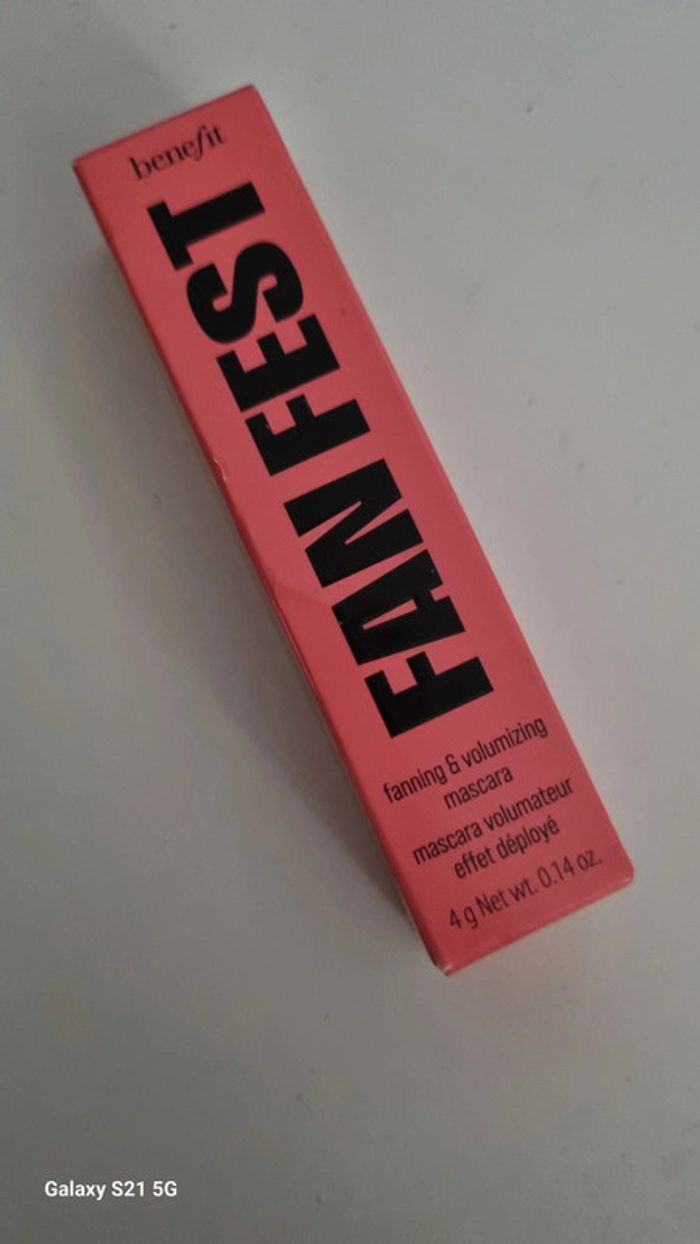 benefit
FAN FEST
fanning & volumizing
mascara
mascara volumateur
effet déployé
4 g Net wt. 0.14 oz.
Galaxy S21 5G